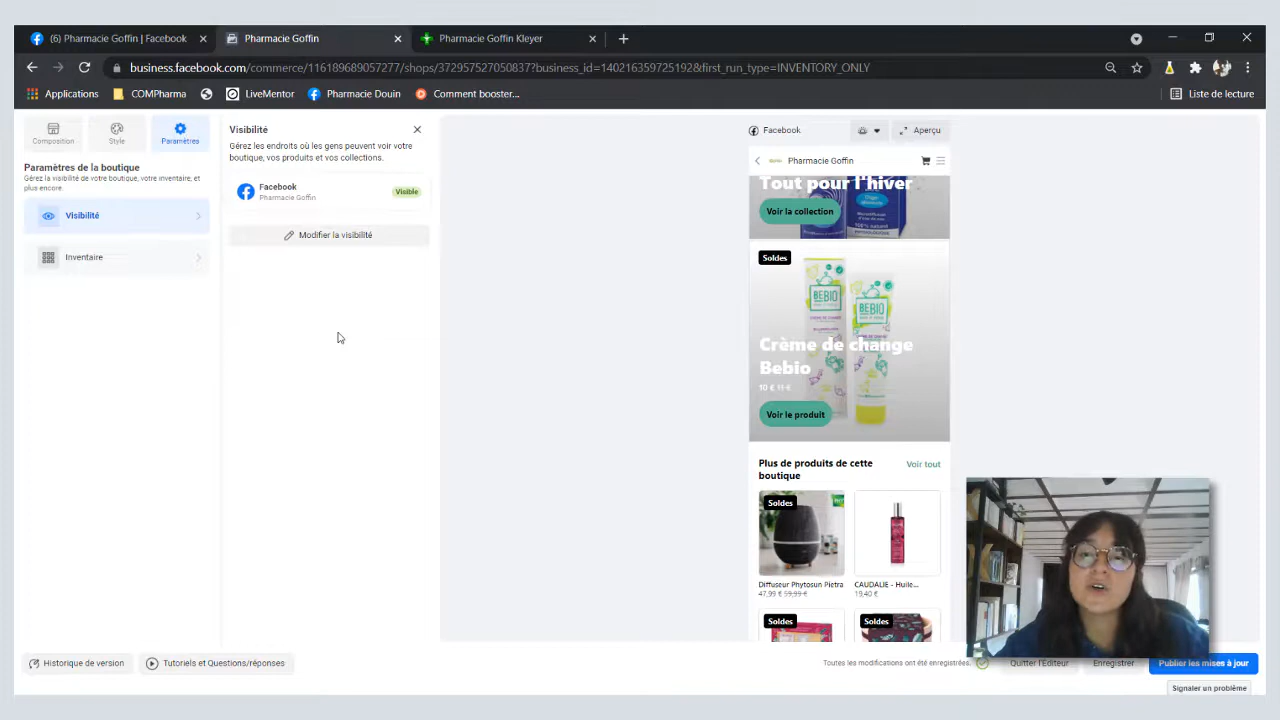 (6) Pharmacie Goffin | Facebook
Pharmacie Goffin
Pharmacie Goffin Kleyer
business.facebook.com/commerce/116189689057277/shops/372957527050837?business_id=140216359725192&first_run_type=INVENTORY_ONLY
Applications
COMPharma
LiveMentor
Pharmacie Douin
Comment booster...
Liste de lecture
Composition
Style
Paramètres
Paramètres de la boutique
Gérez la visibilité de votre boutique, votre inventaire, et
plus encore.
Visibilité
Inventaire
Visibilité
Gérez les endroits où les gens peuvent voir votre
boutique, vos produits et vos collections.
Facebook
Pharmacie Goffin
Visible
Modifier la visibilité
Facebook
Aperçu
Pharmacie Goffin
Tout pour l'hiver
Voir la collection
Soldes
BEBIO
BEBIO
Crème de change
Bebio
10 € 11 €
Voir le produit
Plus de produits de cette
boutique
Voir tout
Soldes
Diffuseur Phytosun Pietra
47,99 € 59,99 €
CAUDALIE - Huile...
19,40 €
Soldes
Soldes
Historique de version
Tutoriels et Questions/réponses
Toutes les modifications ont été enregistrées.
Quitter l'Éditeur
Enregistrer
Publier les mises à jour
Signaler un problème